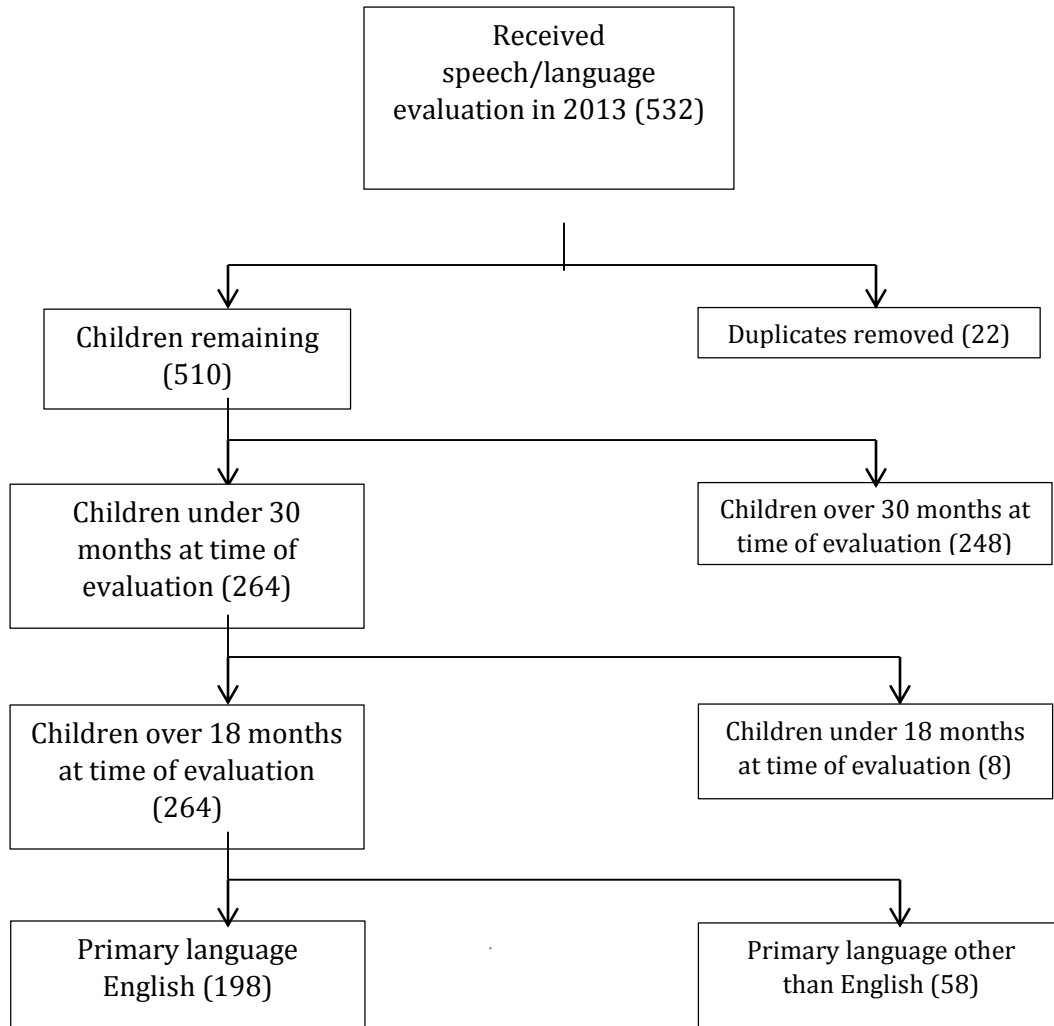 Received
speech/language
evaluation in 2013 (532)
Children remaining
(510)
Duplicates removed (22)
Children under 30
months at time of
evaluation (264)
Children over 30 months at
time of evaluation (248)
Children over 18 months
at time of evaluation
(264)
Children under 18 months
at time of evaluation (8)
Primary language
English (198)
Primary language other
than English (58)